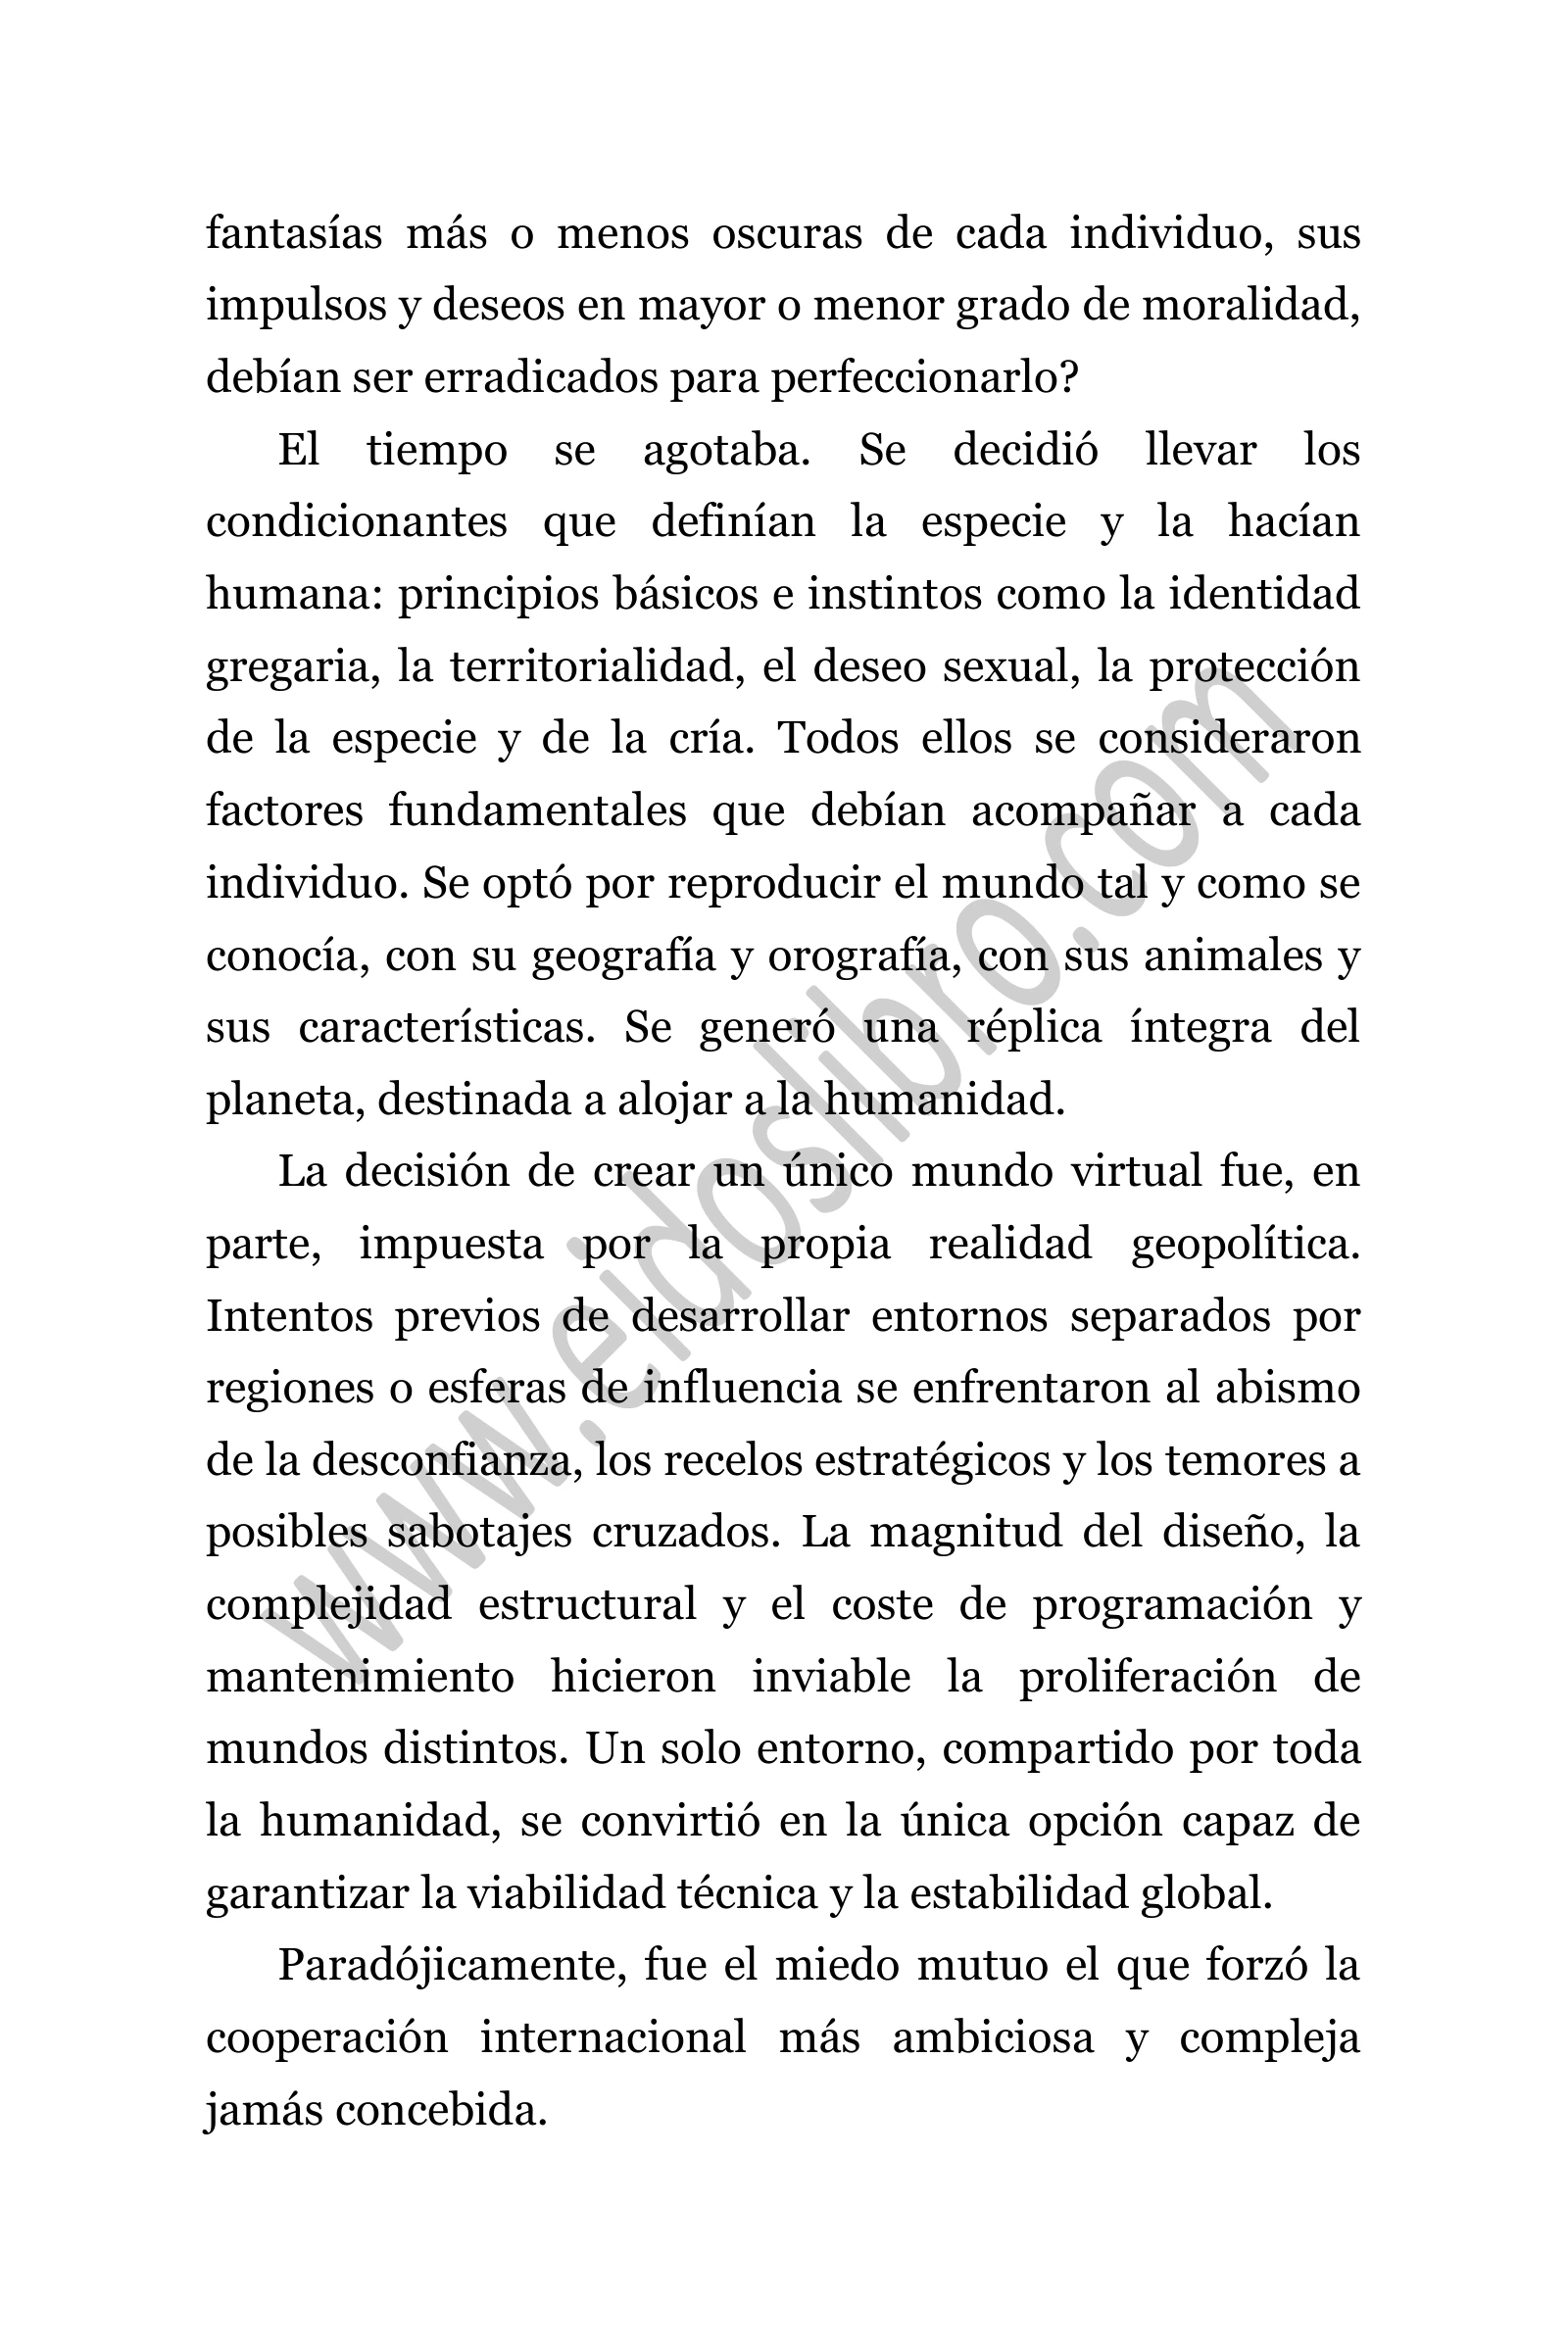 fantasías más o menos oscuras de cada individuo, sus
impulsos y deseos en mayor o menor grado de moralidad,
debían ser erradicados para perfeccionarlo?
El tiempo se agotaba. Se decidió llevar los
condicionantes que definían la especie y la hacían
humana: principios básicos e instintos como la identidad
gregaria, la territorialidad, el deseo sexual, la protección
de la especie y de la cría. Todos ellos se consideraron
factores fundamentales que debían acompañar a cada
individuo. Se optó por reproducir el mundo tal y como se
conocía, con su geografía y orografía, con sus animales y
sus características. Se generó una réplica íntegra del
planeta, destinada a alojar a la humanidad.
La decisión de crear un único mundo virtual fue, en
parte, impuesta por la propia realidad geopolítica.
Intentos previos de desarrollar entornos separados por
regiones o esferas de influencia se enfrentaron al abismo
de la desconfianza, los recelos estratégicos y los temores a
posibles sabotajes cruzados. La magnitud del diseño, la
complejidad estructural y el coste de programación y
mantenimiento hicieron inviable la proliferación de
mundos distintos. Un solo entorno, compartido por toda
la humanidad, se convirtió en la única opción capaz de
garantizar la viabilidad técnica y la estabilidad global.
Paradójicamente, fue el miedo mutuo el que forzó la
cooperación internacional más ambiciosa y compleja
jamás concebida.
www.eidoslibro.com